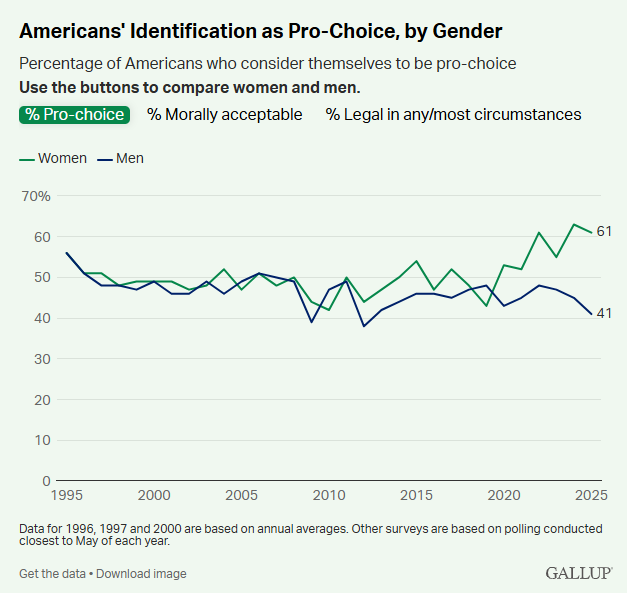 Americans' Identification as Pro-Choice, by Gender
Percentage of Americans who consider themselves to be pro-choice
Use the buttons to compare women and men.
% Pro-choice % Morally acceptable % Legal in any/most circumstances
Women Men
70%
60
50
40
30
20
10
0
61
41
1995 2000 2005 2010 2015 2020 2025
Data for 1996, 1997 and 2000 are based on annual averages. Other surveys are based on polling conducted
closest to May of each year.
Get the data • Download image
GALLUP®